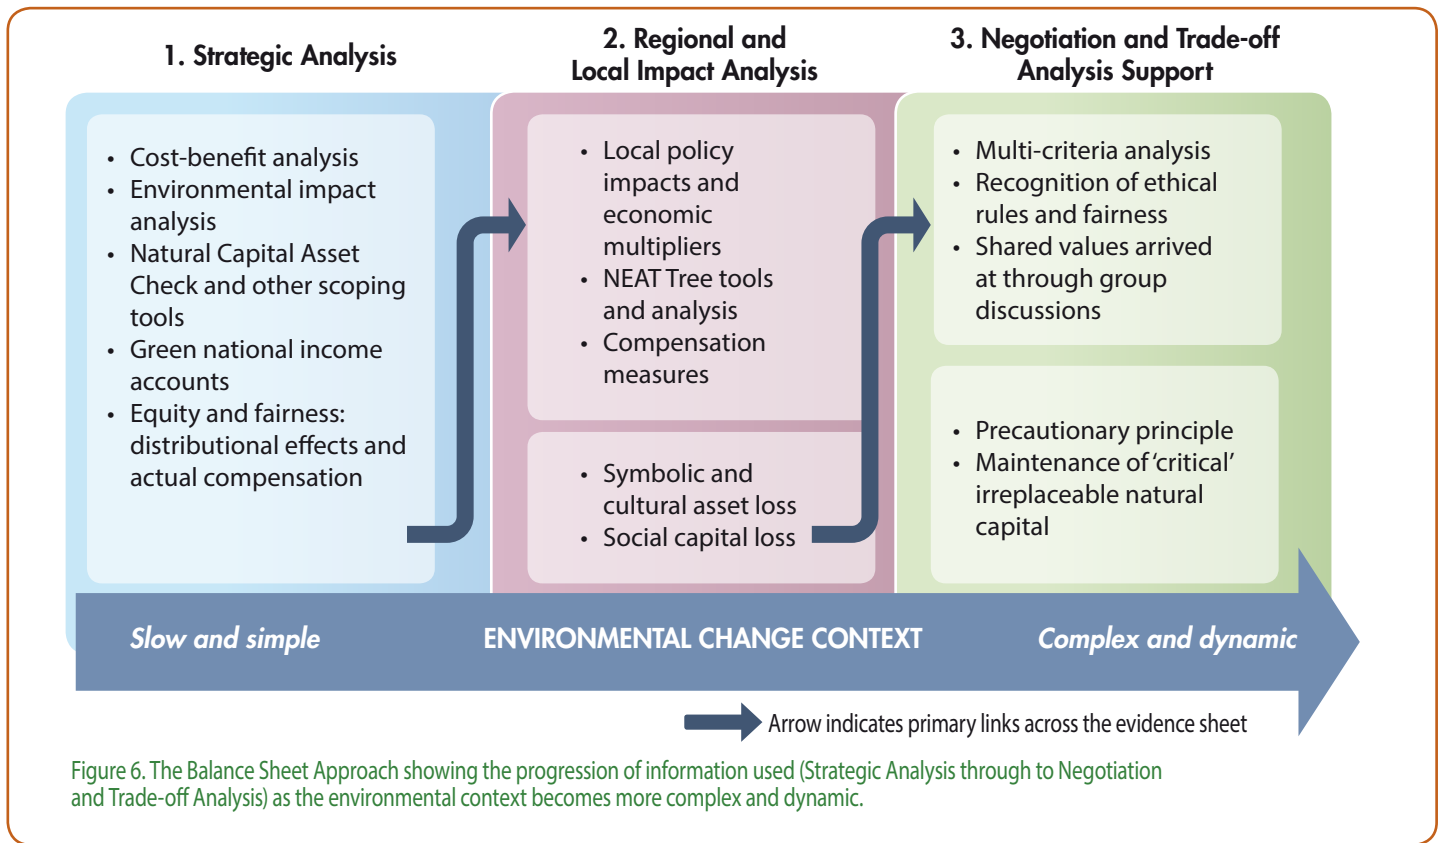 1. Strategic Analysis
2. Regional and
Local Impact Analysis
3. Negotiation and Trade-off
Analysis Support
• Cost-benefit analysis
• Environmental impact
analysis
• Natural Capital Asset
Check and other scoping
tools
• Green national income
accounts
• Equity and fairness:
distributional effects and
actual compensation
• Local policy
impacts and
economic
multipliers
• NEAT Tree tools
and analysis
• Compensation
measures
• Symbolic and
cultural asset loss
• Social capital loss
• Multi-criteria analysis
• Recognition of ethical
rules and fairness
• Shared values arrived
at through group
discussions
• Precautionary principle
• Maintenance of ‘critical’
irreplaceable natural
capital
Slow and simple
ENVIRONMENTAL CHANGE CONTEXT
Complex and dynamic
Arrow indicates primary links across the evidence sheet
Figure 6. The Balance Sheet Approach showing the progression of information used (Strategic Analysis through to Negotiation
and Trade-off Analysis) as the environmental context becomes more complex and dynamic.